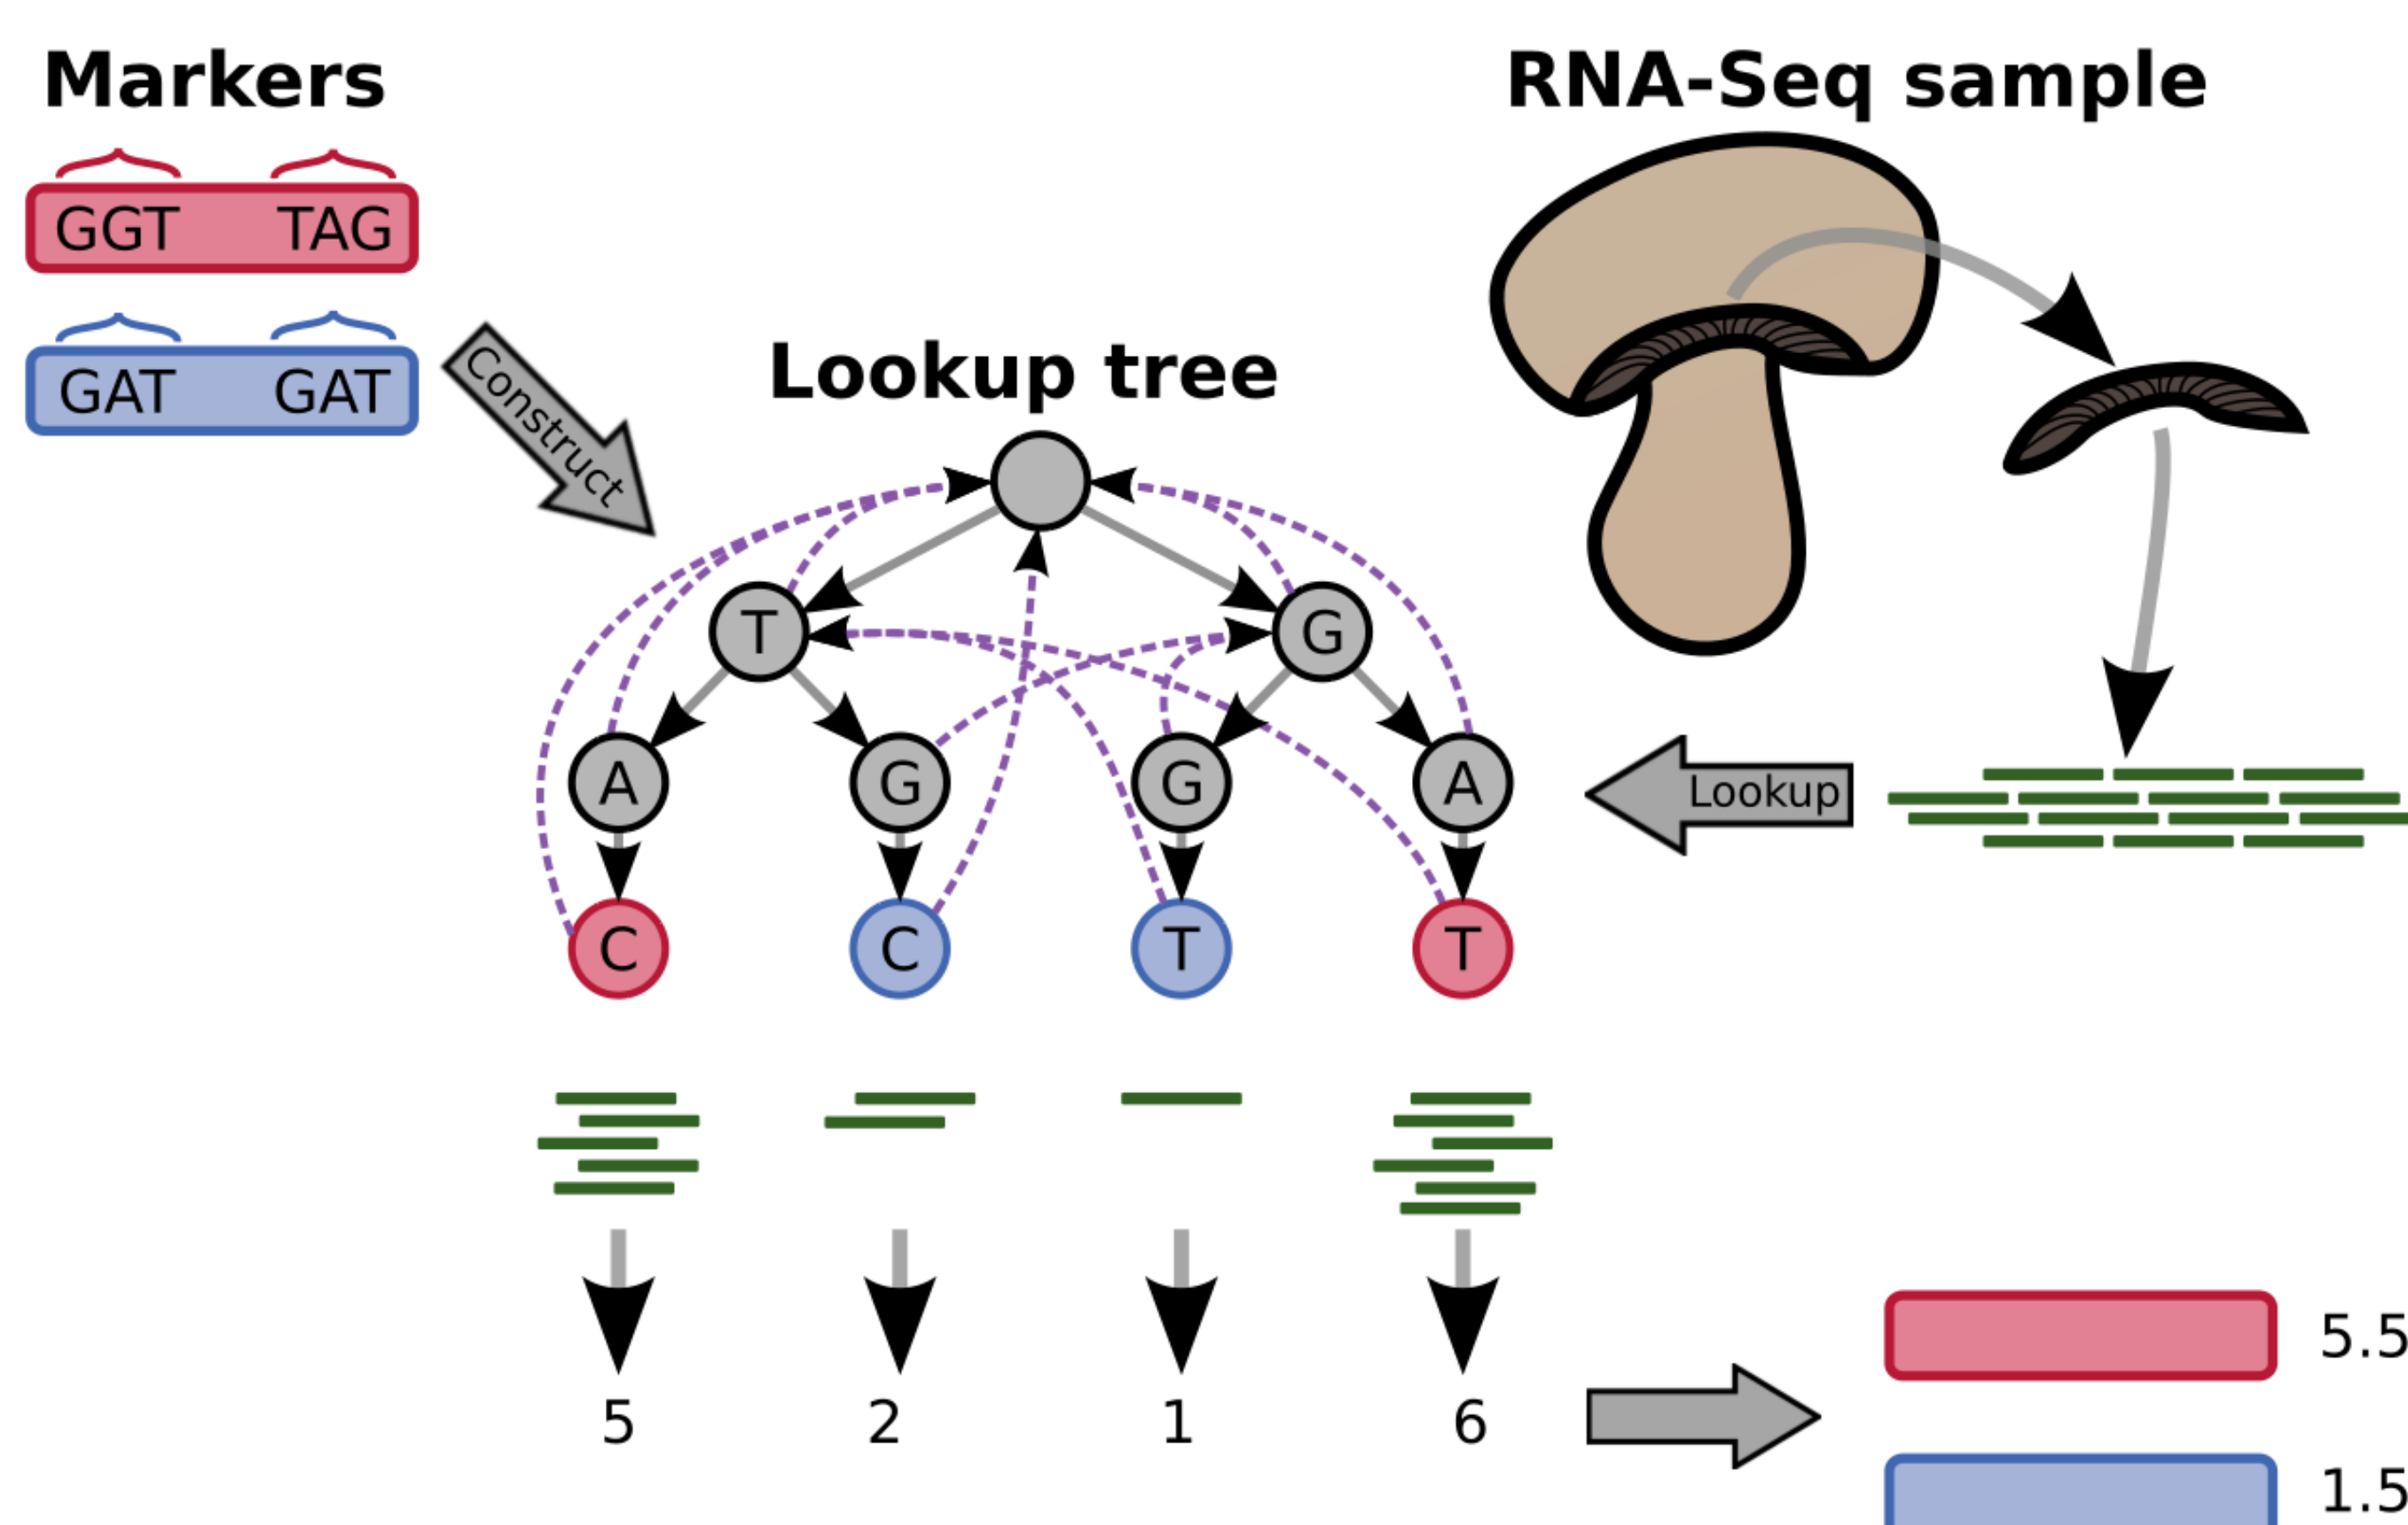 Markers
GGT TAG
GAT GAT
Construct
RNA-Seq sample
Lookup tree
T G
A G G A
Lookup
C C T T
5 2 1 6
5.5
1.5